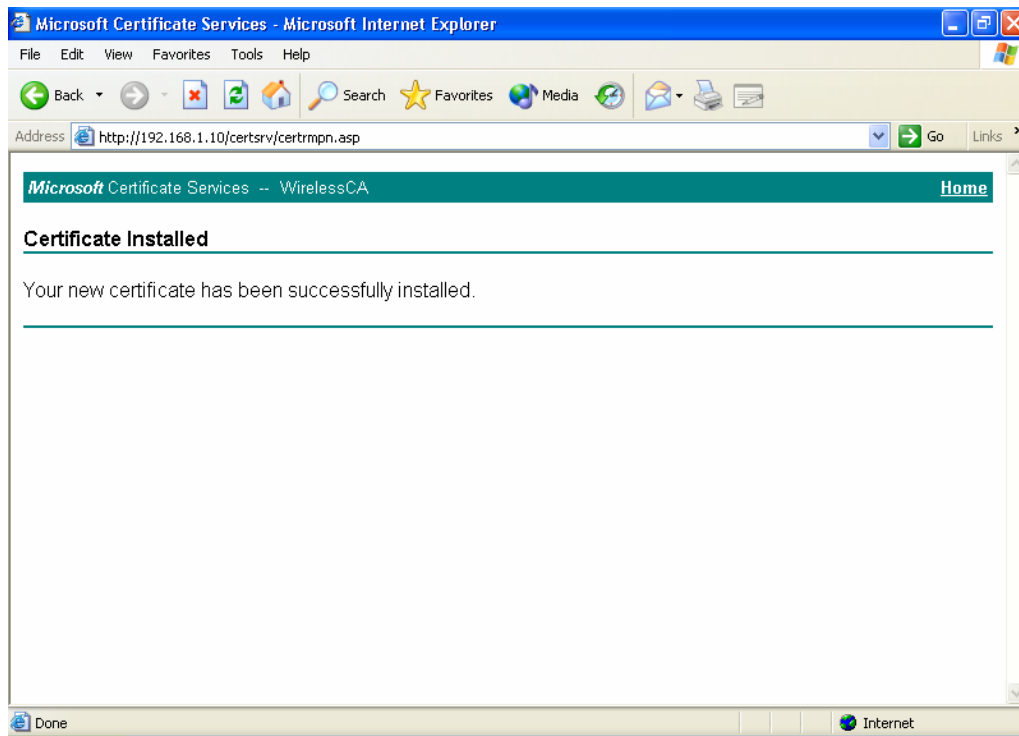 Microsoft Certificate Services - Microsoft Internet Explorer
File Edit View Favorites Tools Help
Back Search Favorites Media
Address http://192.168.1.10/certsrv/certrmpn.asp Go Links
Microsoft Certificate Services -- WirelessCA Home
Certificate Installed
Your new certificate has been successfully installed.
Done Internet